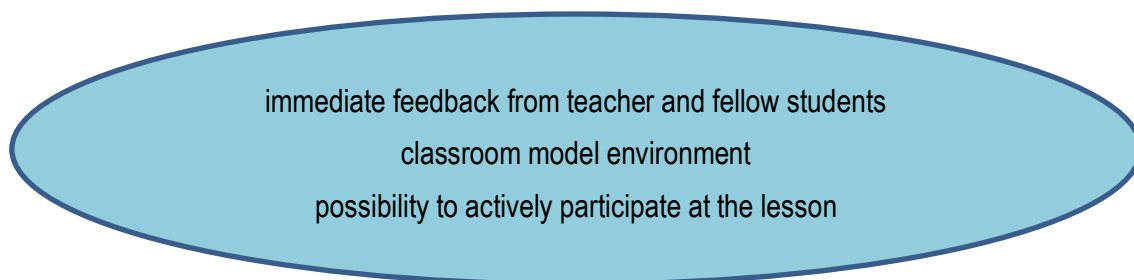 immediate feedback from teacher and fellow students
classroom model environment
possibility to actively participate at the lesson